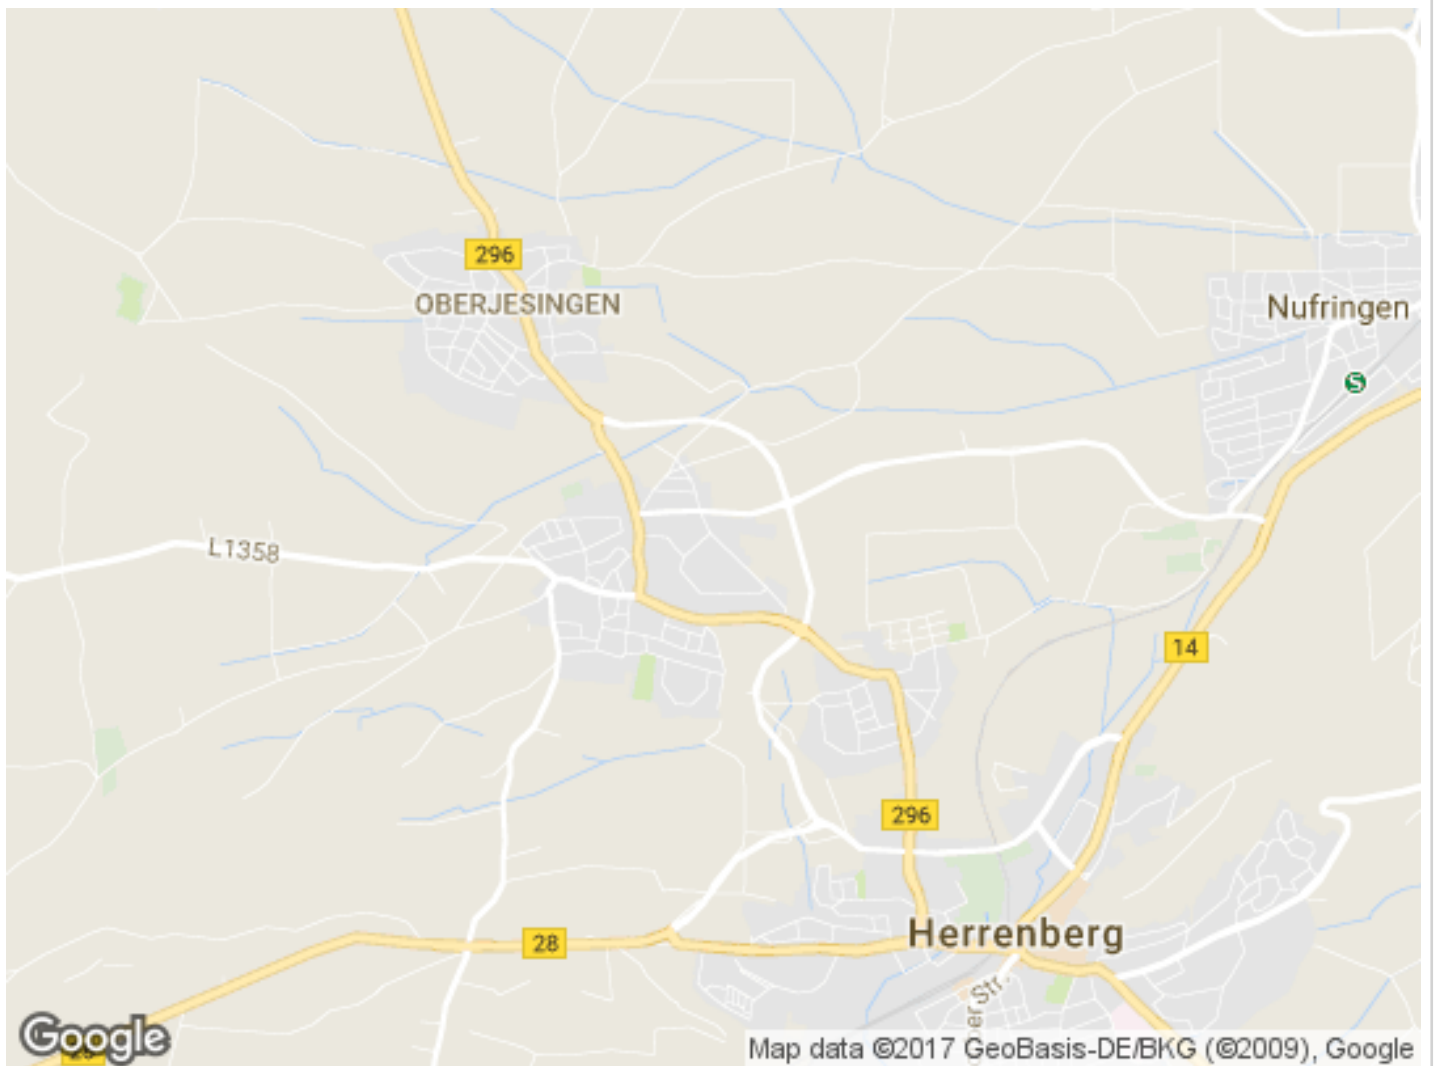 296
OBERJESINGEN
Nufringen
S
L1358
14
296
Herrenberg
28
Str.
Google
Map data ©2017 GeoBasis-DE/BKG (©2009), Google